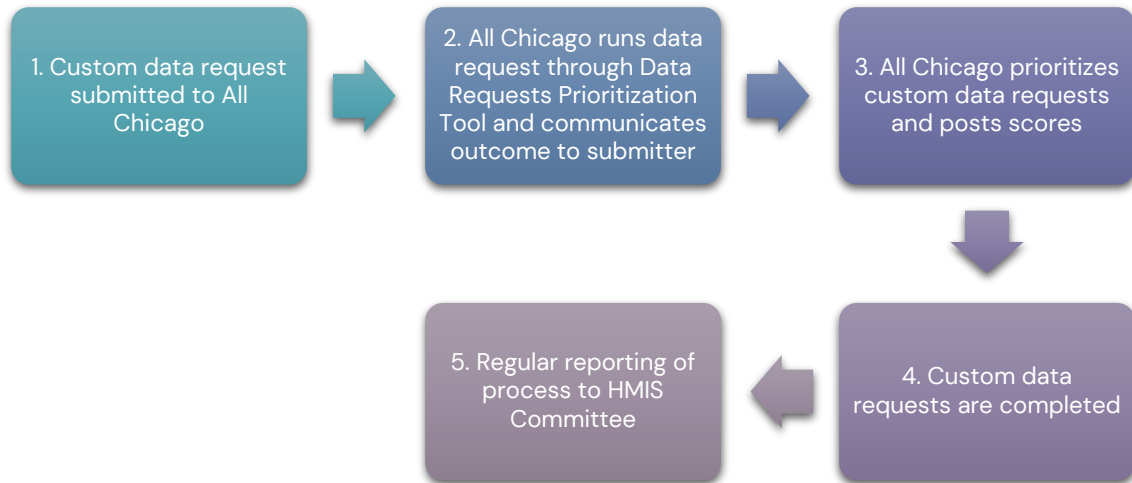 1. Custom data request
submitted to All
Chicago
2. All Chicago runs data
request through Data
Requests Prioritization
Tool and communicates
outcome to submitter
3. All Chicago prioritizes
custom data requests
and posts scores
4. Custom data
requests are completed
5. Regular reporting of
process to HMIS
Committee